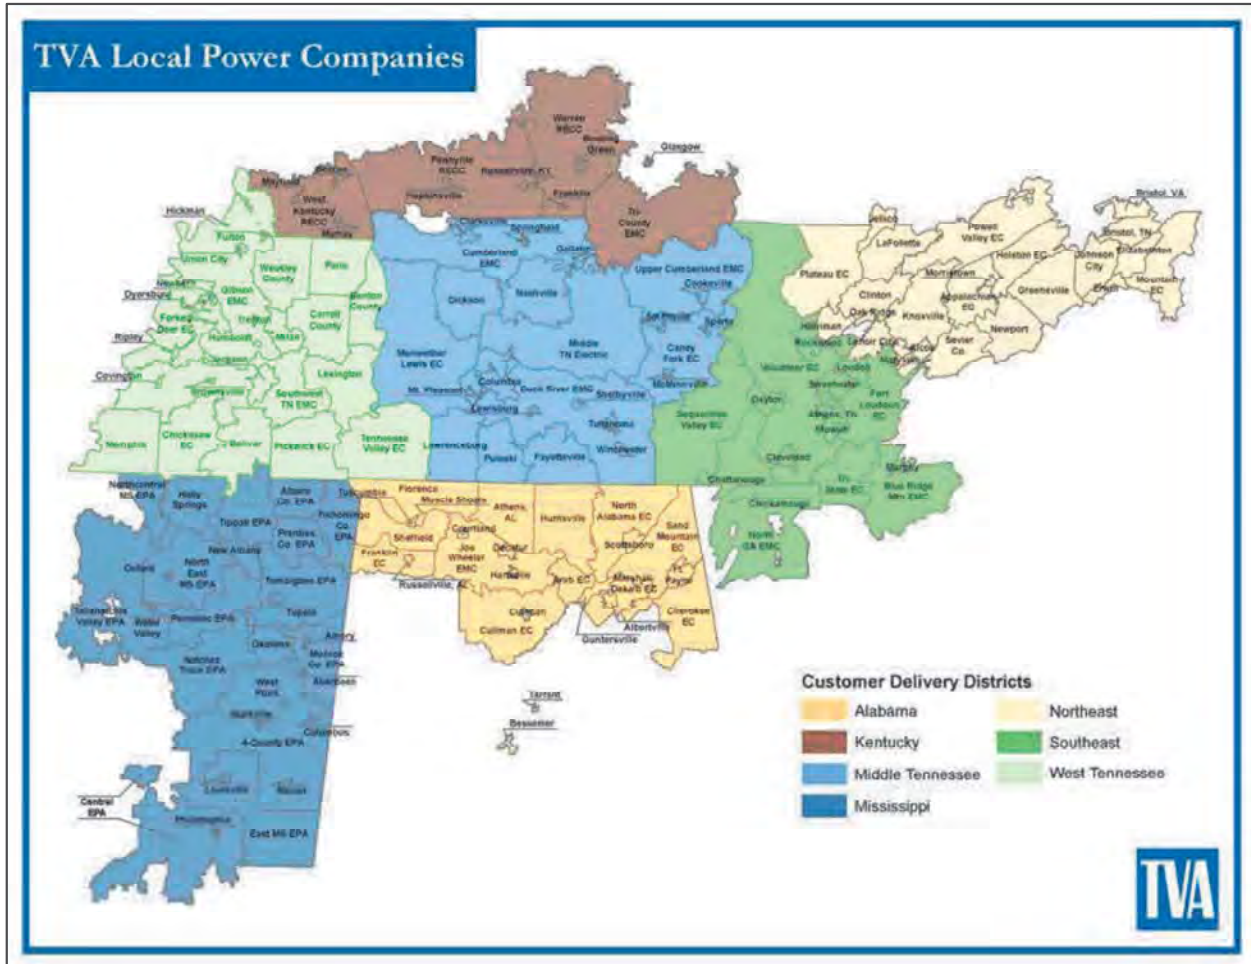 TVA Local Power Companies
Warren
RECC
Bowling
Green
Glasgow
Pennyrile
RECC
Russellville, KY
Mayfield
Benton
Hopkinsville
Franklin
West
Kentucky
RECC
Murray
Tri-
County
EMC
Bristol, VA
Hickman
Fulton
Union City
Weakley
County
Paris
Clarksville
Springfield
Cumberland
EMC
Gallatin
Upper Cumberland EMC
Cookeville
Jellico
LaFollette
Powell
Valley EC
Bristol, TN
Elizabethton
Holston EC
Johnson
City
Mountain
EC
Erwin
Plateau EC
Morristown
Greeneville
Clinton
Appalachian
EC
Oak Ridge
Knoxville
Newport
Harriman
Rockwood
Lenoir City
Alcoa
Sevier
Co.
Maryville
Loudon
Newbern
Dyersburg
Gibson
EMC
Benton
County
Dickson
Nashville
Forked
Deer EC
Trenton
Carroll
County
Smithville
Sparta
Ripley
Humboldt
Milan
Middle
TN Electric
Caney
Fork EC
Volunteer EC
Covington
Jackson
Lexington
Meriwether
Lewis EC
McMinnville
Sweetwater
Fort
Loudoun
EC
Brownsville
Southwest
TN EMC
Mt. Pleasant
Columbia
Duck River EMC
Shelbyville
Dayton
Athens, TN
Lewisburg
Sequachee
Valley EC
Etowah
Memphis
Chickasaw
EC
Bolivar
Pickwick EC
Tennessee
Valley EC
Lawrenceburg
Tullahoma
Winchester
Pulaski
Fayetteville
Cleveland
Murphy
Chattanooga
Tri-
State EC
Blue Ridge
Mtn EMC
Chickamauga
North
GA EMC
Northcentral
MS EPA
Holly
Springs
Alcorn
Co. EPA
Tuscumbia
Florence
Muscle Shoals
Athens,
AL
Huntsville
North
Alabama EC
Sand
Mountain
EC
Tippah EPA
Tishomingo
Co.
EPA
Prentiss
Co. EPA
Sheffield
Courtland
Decatur
Scottsboro
New Albany
Franklin
EC
Joe
Wheeler
EMC
Oxford
North
East
MS EPA
Hartselle
Arab EC
Marshall-
Dekalb EC
Ft.
Payne
Russellville, AL
Tombigbee EPA
Cullman
Cullman EC
Cherokee
EC
Albertville
Guntersville
Tallahatchie
Valley EPA
Water
Valley
Pontotoc EPA
Tupelo
Okolona
Amory
Monroe
Co. EPA
Natchez
Trace EPA
Aberdeen
West
Point
Starkville
Columbus
4-County EPA
Tarrant
Bessemer
Louisville
Macon
Central
EPA
Philadelphia
East MS EPA
Customer Delivery Districts
Alabama
Northeast
Kentucky
Southeast
Middle Tennessee
West Tennessee
Mississippi
TVA